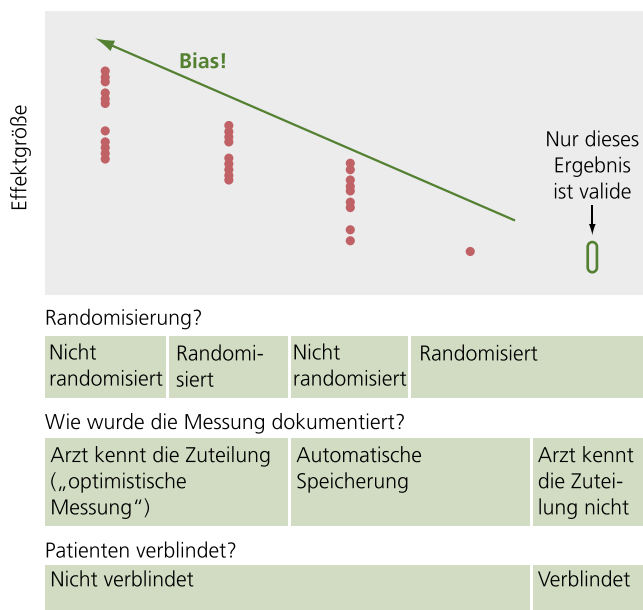 Bias!
Effektgröße
Nur dieses
Ergebnis
ist valide
Randomisierung?
Nicht
randomisiert
Randomi-
siert
Nicht
randomisiert
Randomisiert
Wie wurde die Messung dokumentiert?
Arzt kennt die Zuteilung
(„optimistische
Messung“)
Automatische
Speicherung
Arzt kennt
die Zutei-
lung nicht
Patienten verblindet?
Nicht verblindet
Verblindet